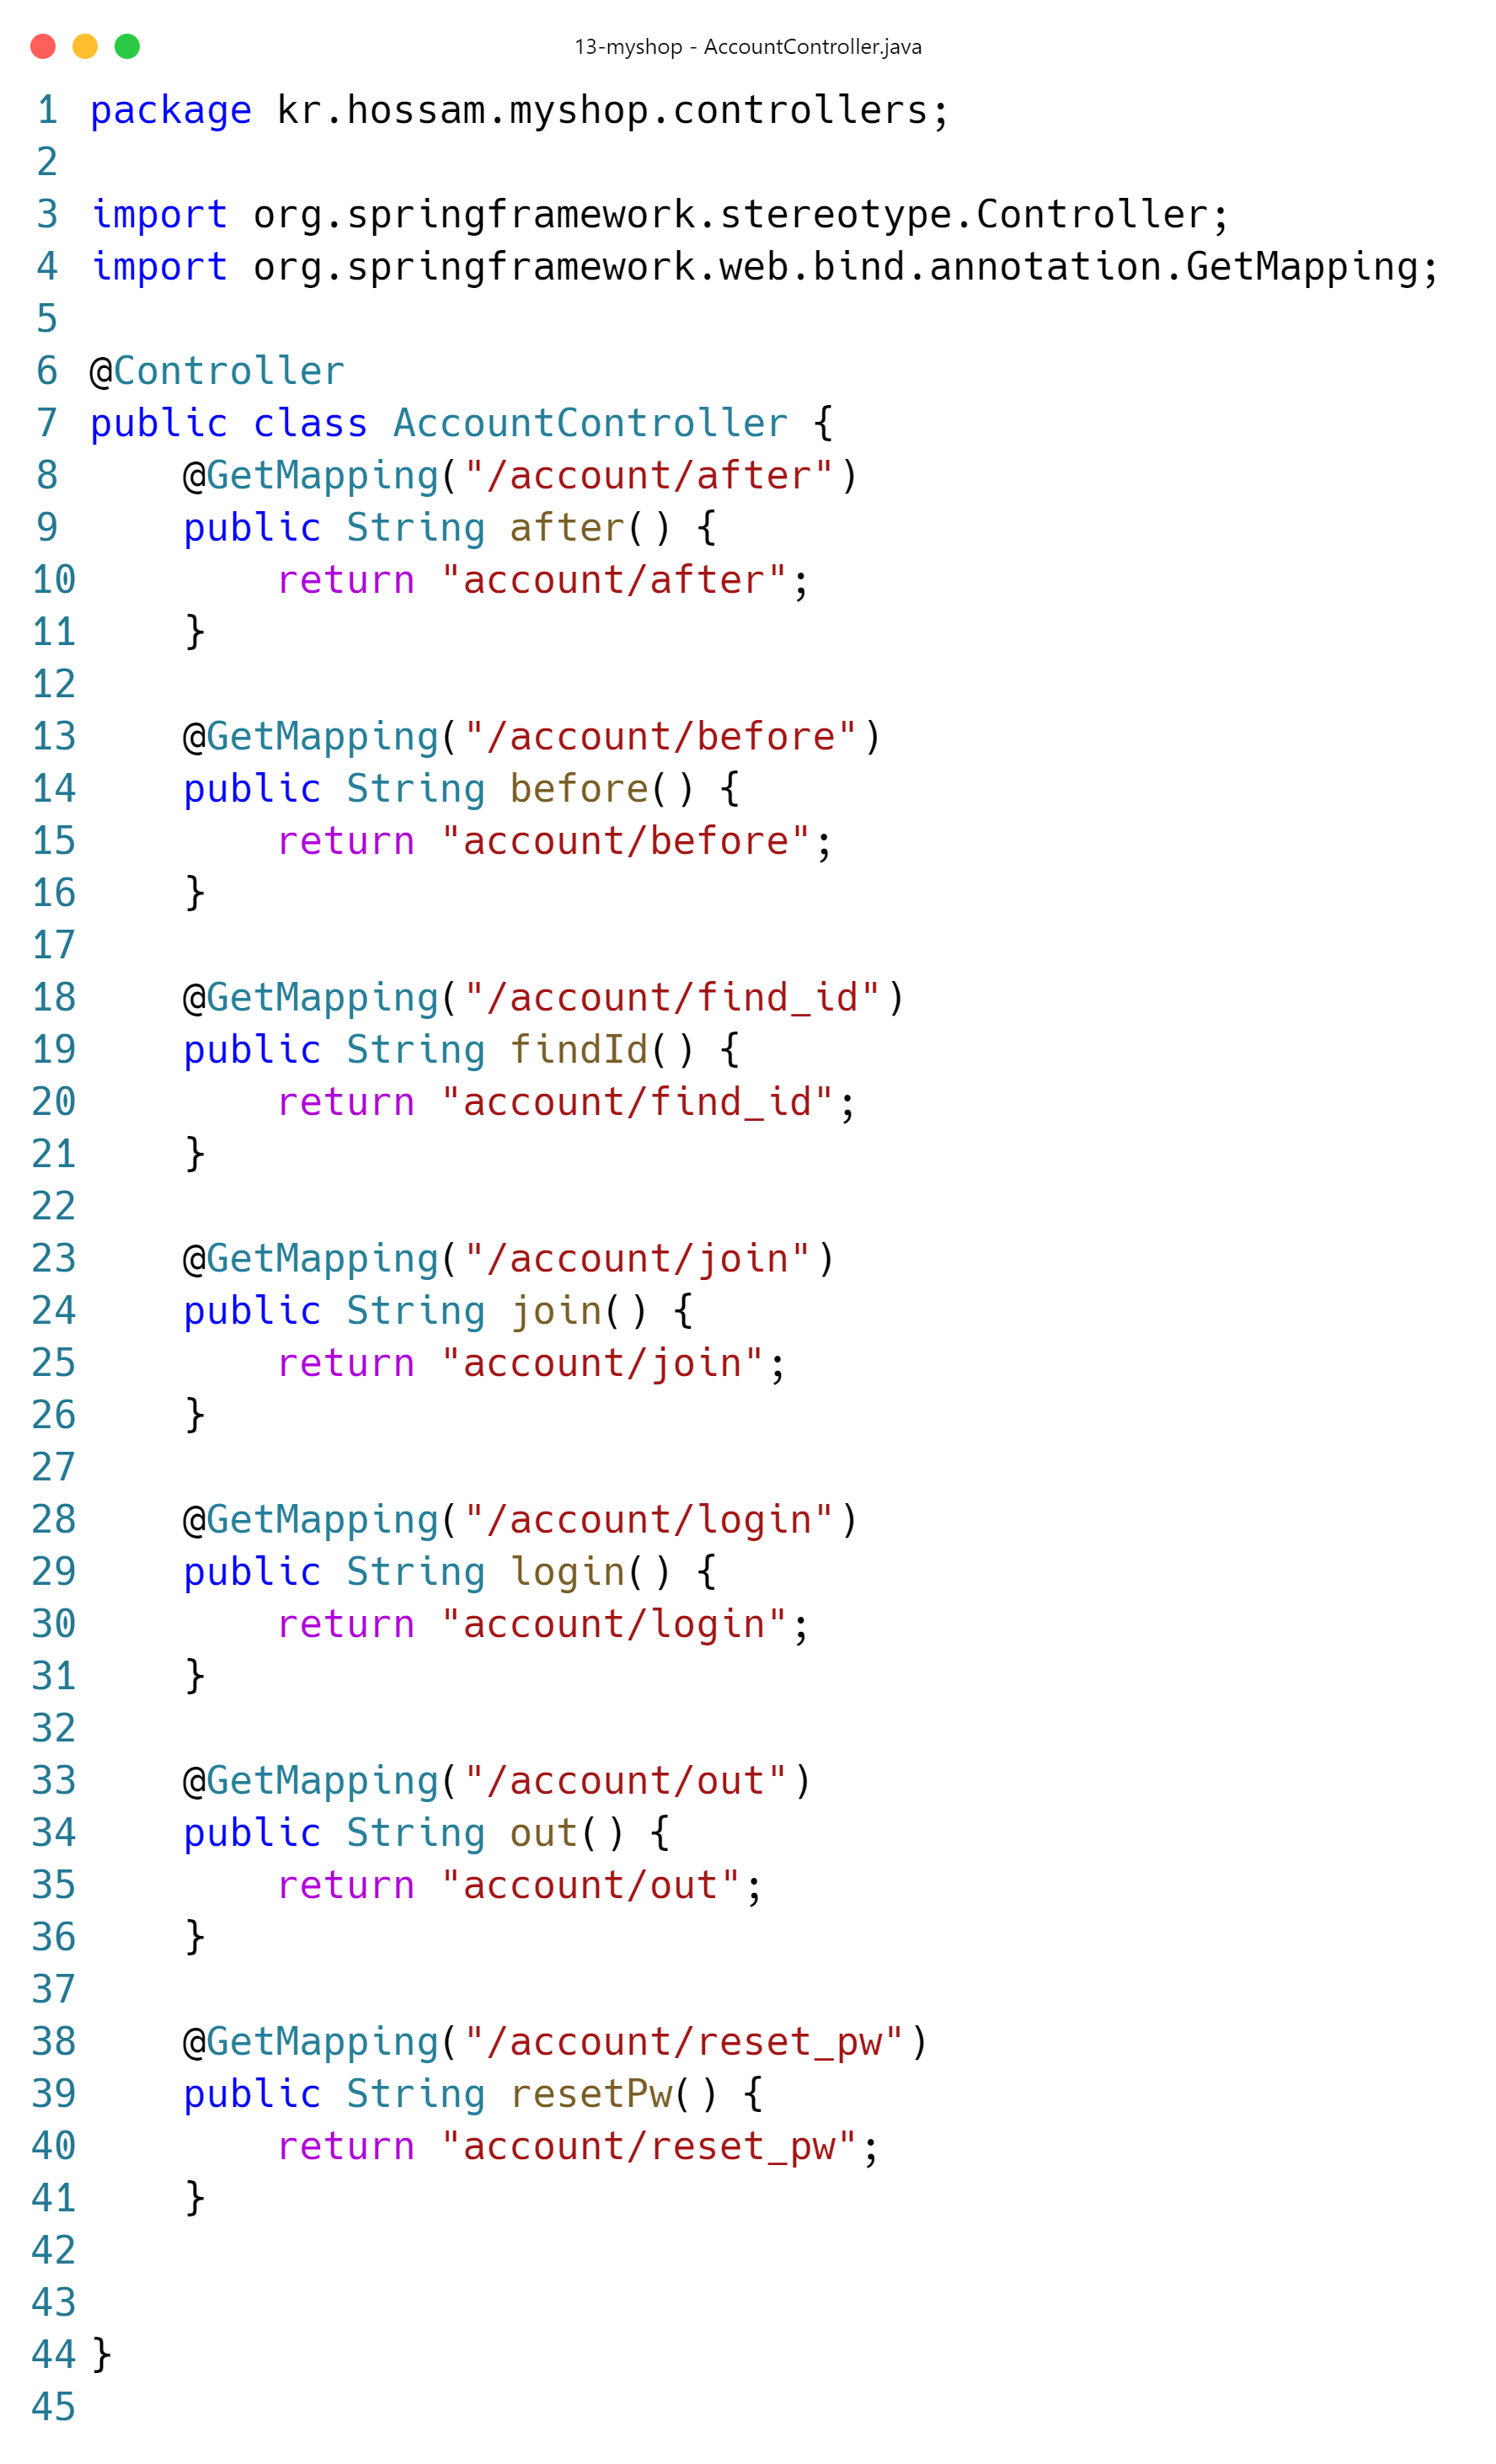 13-myshop - AccountController.java
1 package kr.hossam.myshop.controllers;
2
3 import org.springframework.stereotype.Controller;
4 import org.springframework.web.bind.annotation.GetMapping;
5
6 @Controller
7 public class AccountController {
8     @GetMapping("/account/after")
9     public String after() {
10         return "account/after";
11     }
12
13     @GetMapping("/account/before")
14     public String before() {
15         return "account/before";
16     }
17
18     @GetMapping("/account/find_id")
19     public String findId() {
20         return "account/find_id";
21     }
22
23     @GetMapping("/account/join")
24     public String join() {
25         return "account/join";
26     }
27
28     @GetMapping("/account/login")
29     public String login() {
30         return "account/login";
31     }
32
33     @GetMapping("/account/out")
34     public String out() {
35         return "account/out";
36     }
37
38     @GetMapping("/account/reset_pw")
39     public String resetPw() {
40         return "account/reset_pw";
41     }
42
43
44 }
45